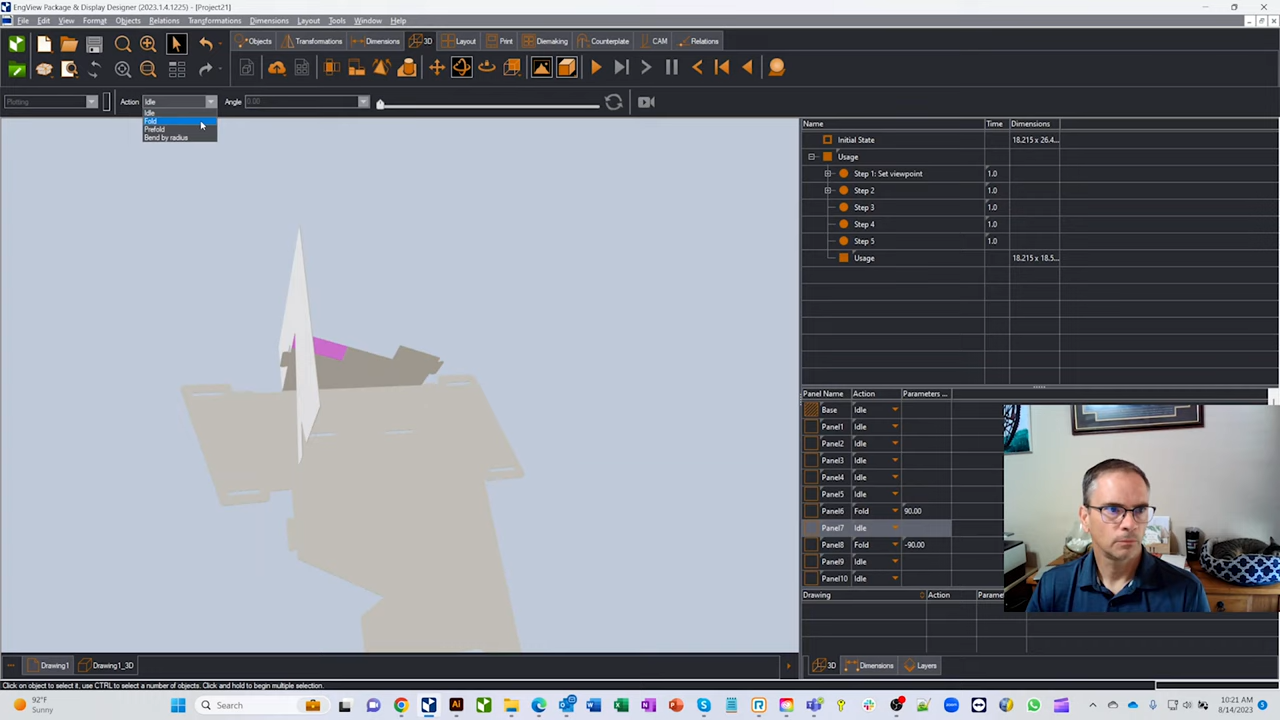 EngView Package & Display Designer (2023.1.4.1225) - [Project21]
File Edit View Format Objects Relations Transformations Dimensions Layout Tools Window Help
Objects Transformations Dimensions 3D Layout Print Diemaking Counterplate CAM Relations
Plotting Action Idle Angle 0.00
Idle
Fold
Prefold
Bend by radius
Name Time Dimensions
Initial State 18.215 x 26.4...
Usage
Step 1: Set viewpoint 1.0
Step 2 1.0
Step 3 1.0
Step 4 1.0
Step 5 1.0
Usage 18.215 x 18.5...
Panel Name Action Parameters ...
Base Idle
Panel1 Idle
Panel2 Idle
Panel3 Idle
Panel4 Idle
Panel5 Idle
Panel6 Fold 90.00
Panel7 Idle
Panel8 Fold -90.00
Panel9 Idle
Panel10 Idle
Drawing Action Parame
... Drawing1 Drawing1_3D 3D Dimensions Layers
Click on object to select it, use CTRL to select a number of objects. Click and hold to begin multiple selection.
92°F
Sunny
Search
10:21 AM
8/14/2023